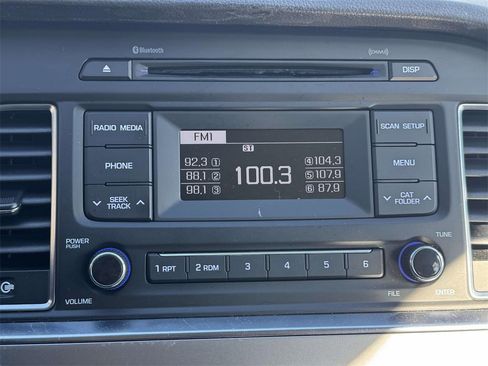 Bluetooth
DISP
RADIO MEDIA
SCAN SETUP
FM1
ST
92.3 1
4 104.3
PHONE
88.1 2
100.3
5 107.9
MENU
98.1 3
6 87.9
SEEK
TRACK
CAT
FOLDER
POWER
PUSH
TUNE
1 RPT
2 RDM
3
4
5
6
VOLUME
FILE
ENTER